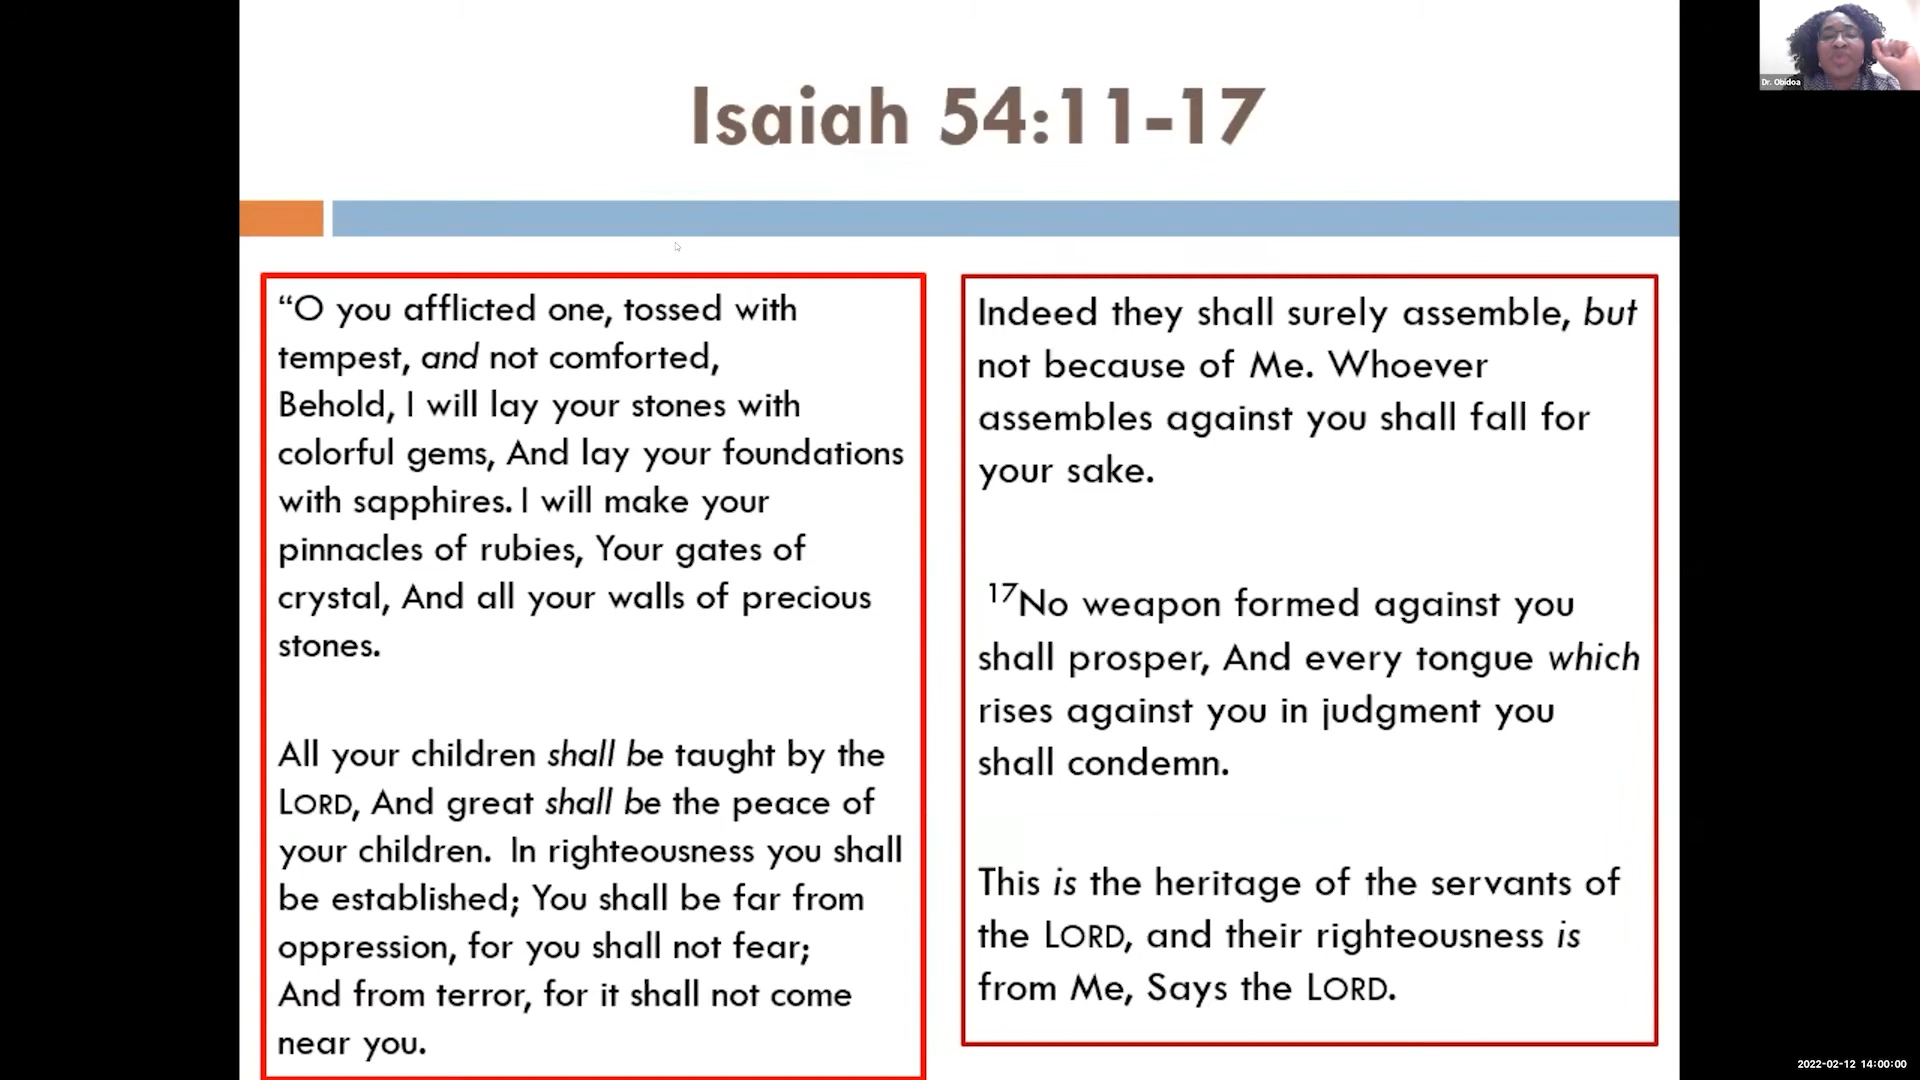 Isaiah 54:11-17
“O you afflicted one, tossed with
tempest, and not comforted,
Behold, I will lay your stones with
colorful gems, And lay your foundations
with sapphires. I will make your
pinnacles of rubies, Your gates of
crystal, And all your walls of precious
stones.
All your children shall be taught by the
LORD, And great shall be the peace of
your children.  In righteousness you shall
be established; You shall be far from
oppression, for you shall not fear;
And from terror, for it shall not come
near you.
Indeed they shall surely assemble, but
not because of Me. Whoever
assembles against you shall fall for
your sake.
17No weapon formed against you
shall prosper, And every tongue which
rises against you in judgment you
shall condemn.
This is the heritage of the servants of
the LORD, and their righteousness is
from Me, Says the LORD.
Dr. Obidoa
2022-02-12 14:00:00